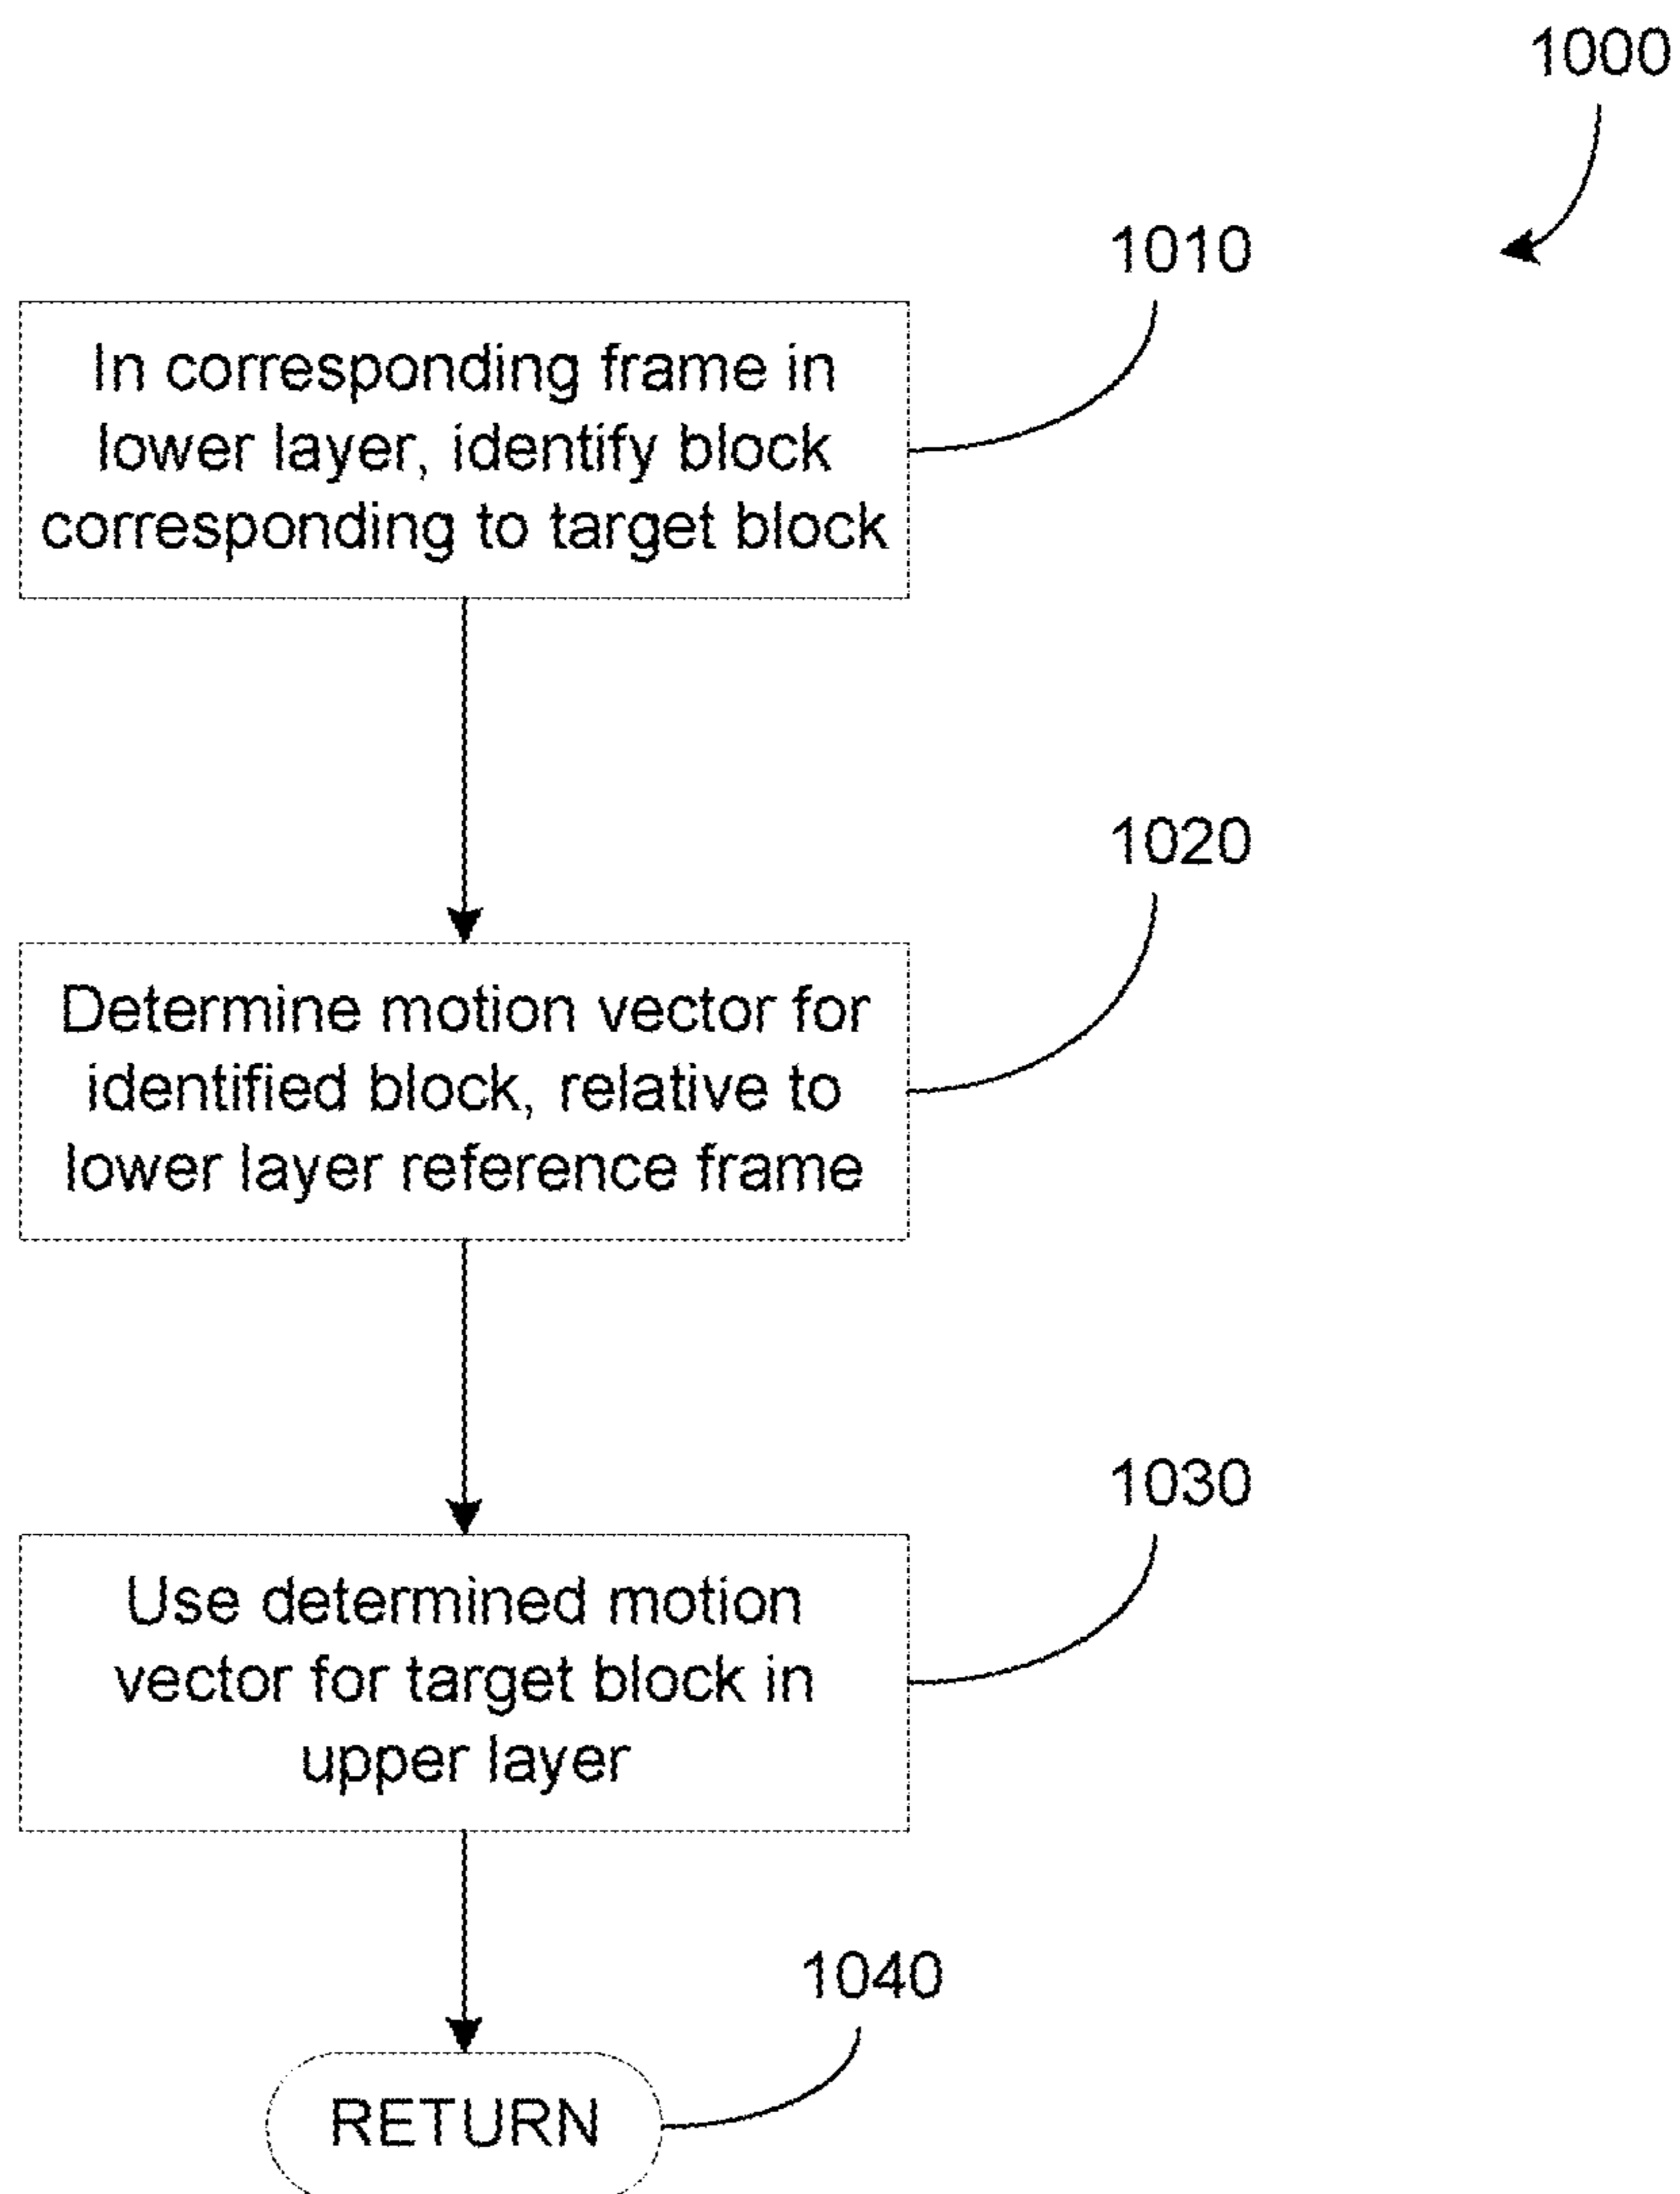 1000
1010
In corresponding frame in
lower layer, identify block
corresponding to target block
1020
Determine motion vector for
identified block, relative to
lower layer reference frame
1030
Use determined motion
vector for target block in
upper layer
1040
RETURN